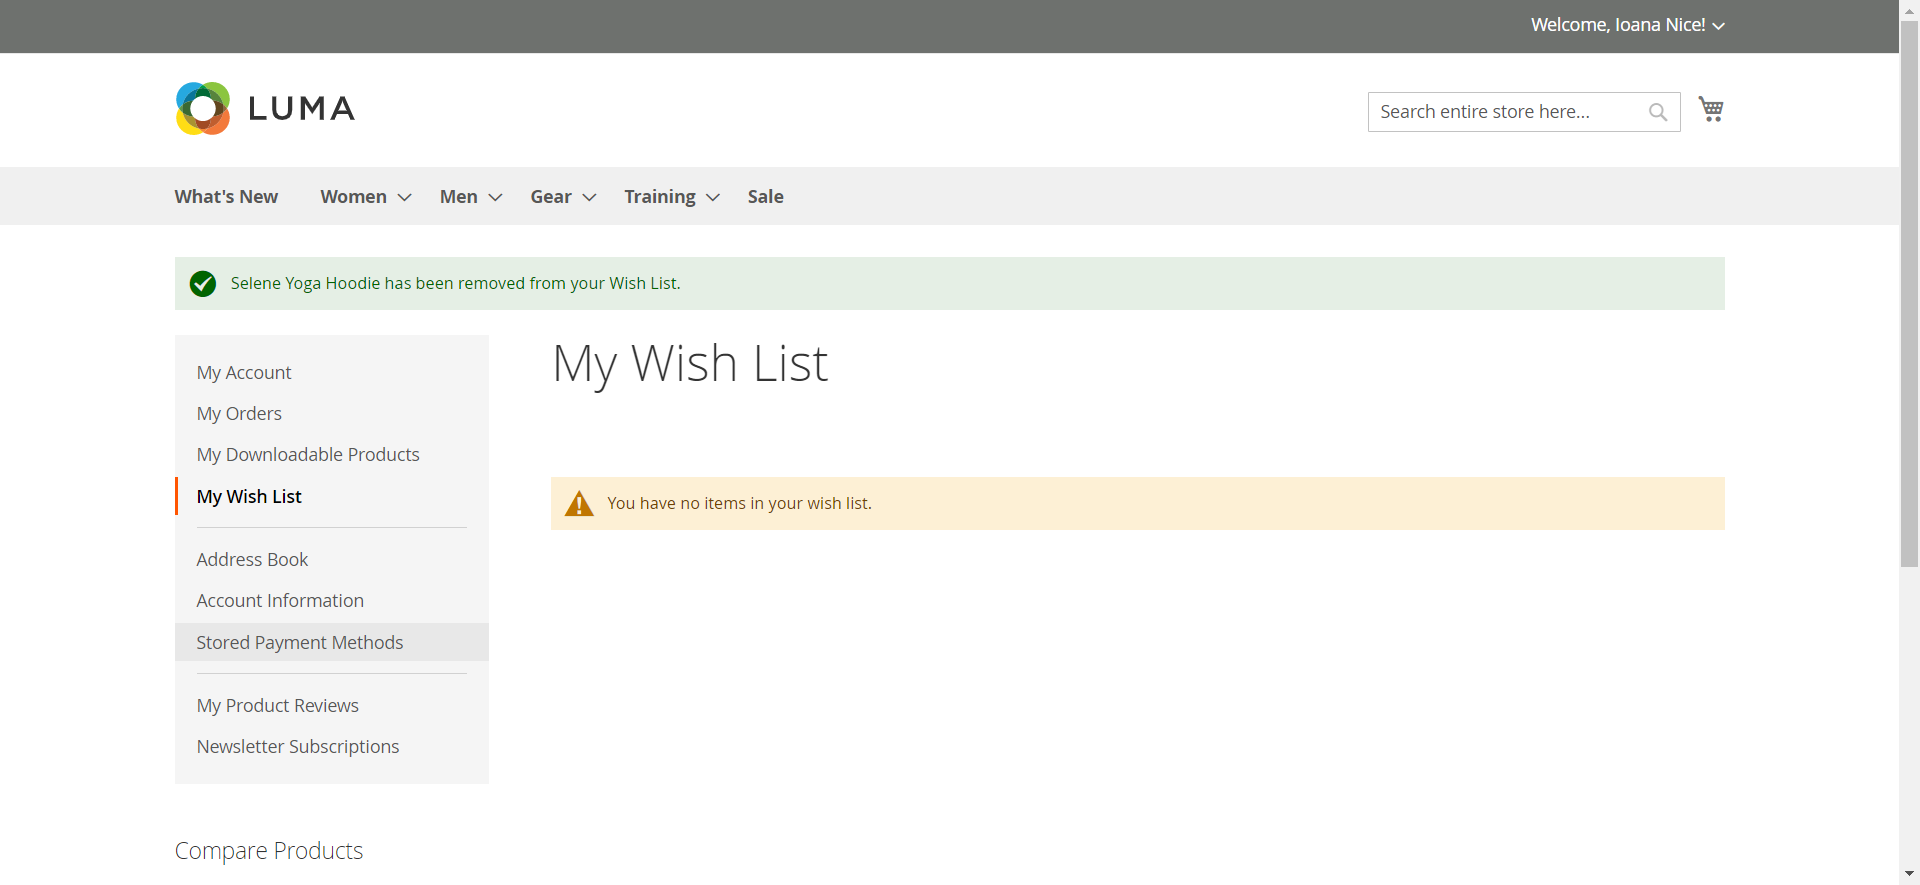 Welcome, Ioana Nice!
LUMA
Search entire store here...
What's New Women Men Gear Training Sale
Selene Yoga Hoodie has been removed from your Wish List.
My Account
My Orders
My Downloadable Products
My Wish List
Address Book
Account Information
Stored Payment Methods
My Product Reviews
Newsletter Subscriptions
My Wish List
You have no items in your wish list.
Compare Products